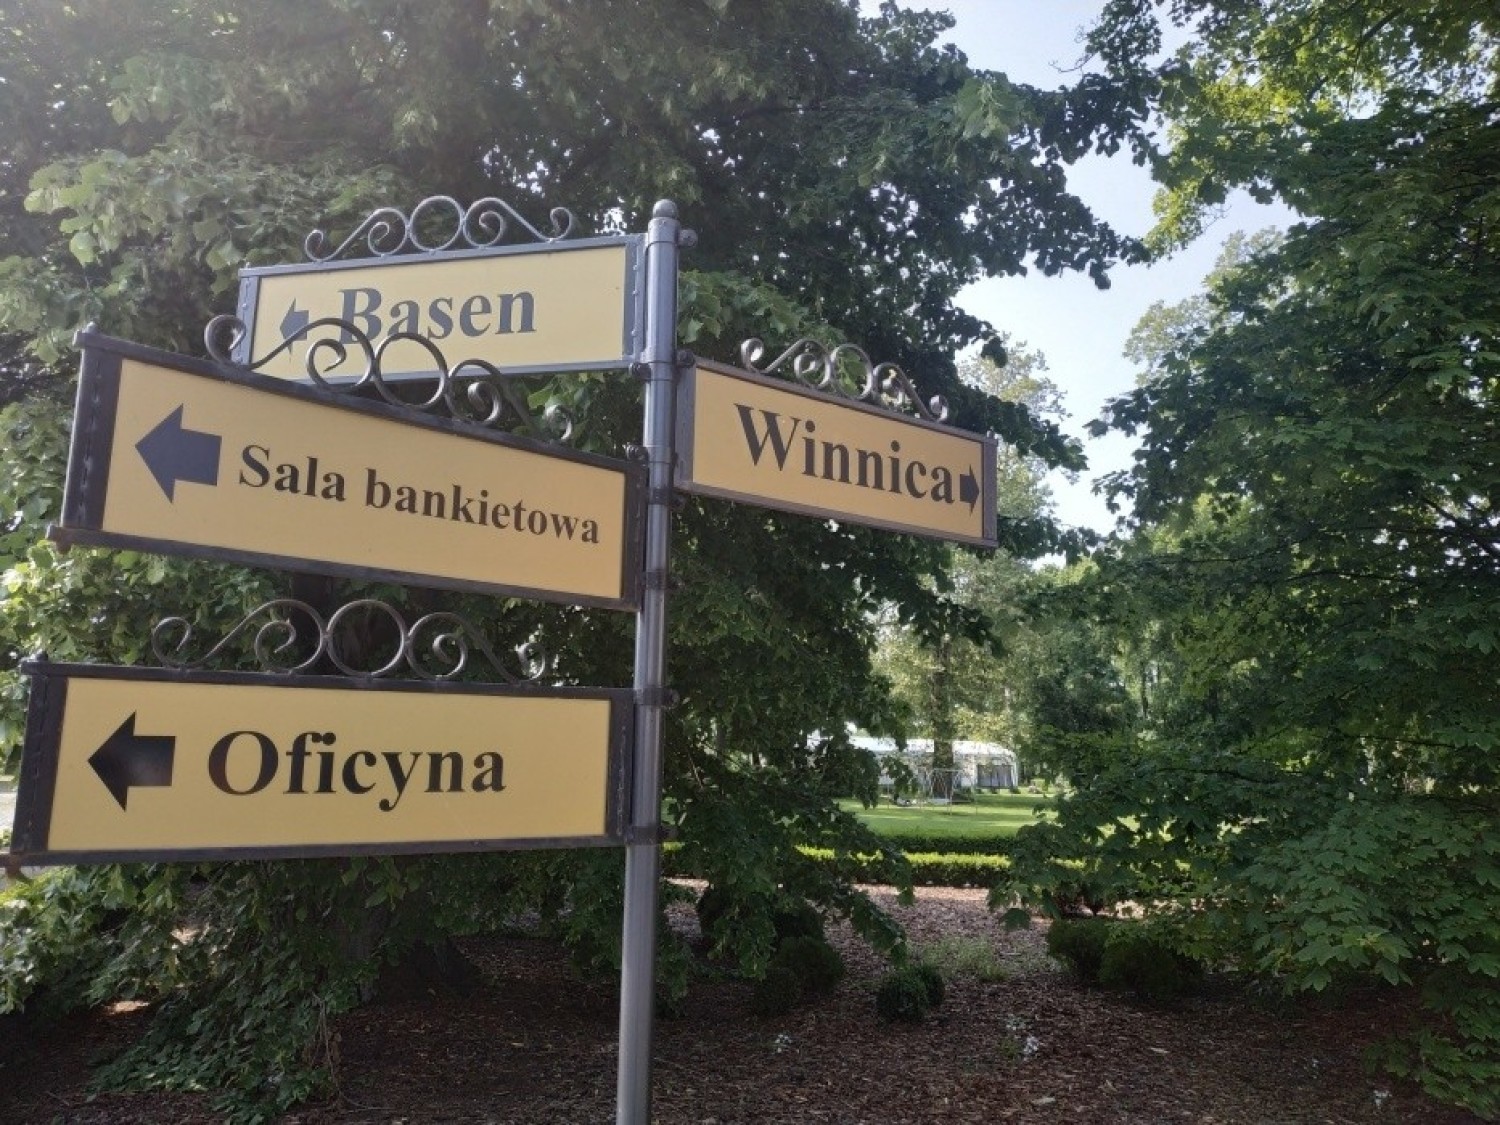 Basen
Sala bankietowa
Winnica
Oficyna